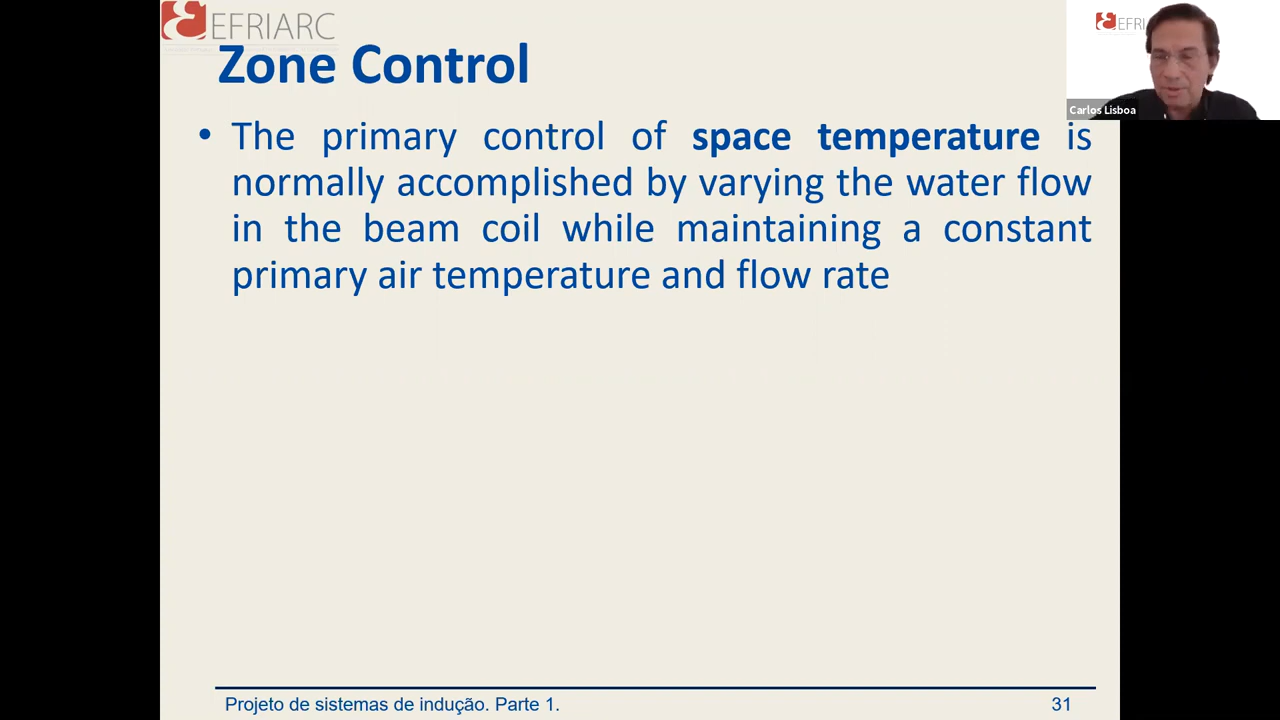 EFRIARC
Zone Control
• The primary control of space temperature is
normally accomplished by varying the water flow
in the beam coil while maintaining a constant
primary air temperature and flow rate
Carlos Lisboa
Projeto de sistemas de indução. Parte 1.
31